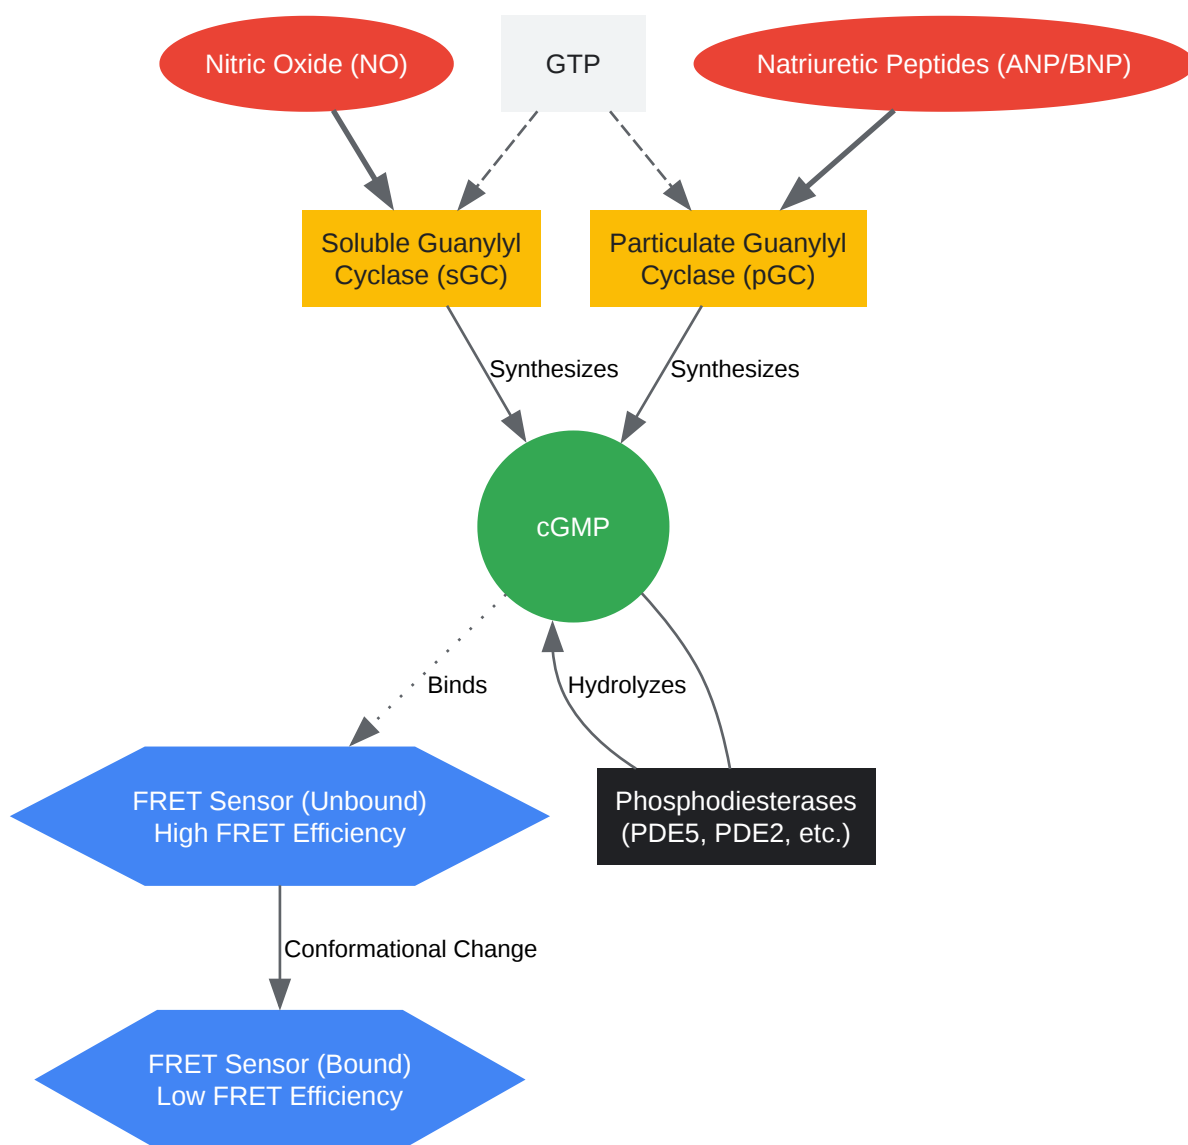 Nitric Oxide (NO)
GTP
Natriuretic Peptides (ANP/BNP)
Soluble Guanylyl
Cyclase (sGC)
Particulate Guanylyl
Cyclase (pGC)
Synthesizes
Synthesizes
cGMP
Binds
Hydrolyzes
FRET Sensor (Unbound)
High FRET Efficiency
Phosphodiesterases
(PDE5, PDE2, etc.)
Conformational Change
FRET Sensor (Bound)
Low FRET Efficiency